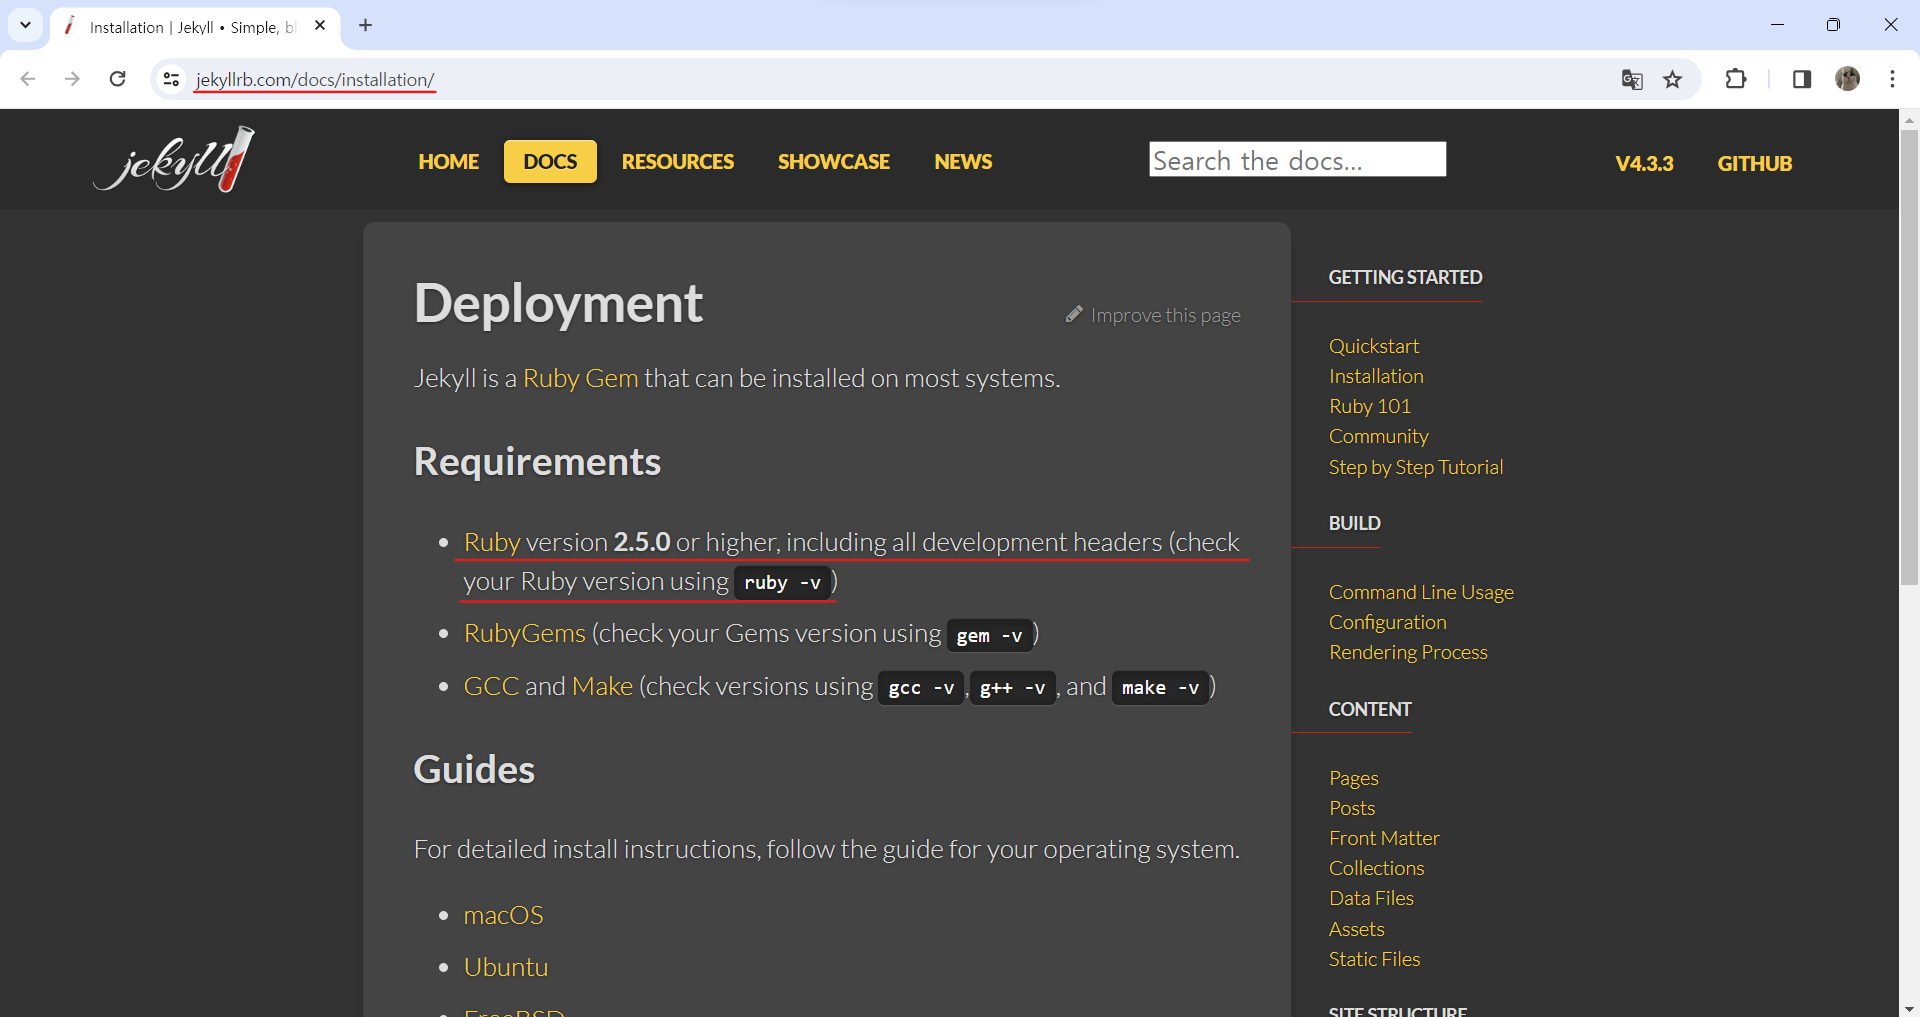 Installation | Jekyll • Simple, bl
jekyllrb.com/docs/installation/
jekyll
HOME
DOCS
RESOURCES
SHOWCASE
NEWS
Search the docs...
V4.3.3
GITHUB
Deployment
Improve this page
Jekyll is a Ruby Gem that can be installed on most systems.
Requirements
• Ruby version 2.5.0 or higher, including all development headers (check
your Ruby version using ruby -v)
• RubyGems (check your Gems version using gem -v)
• GCC and Make (check versions using gcc -v, g++ -v, and make -v)
Guides
For detailed install instructions, follow the guide for your operating system.
• macOS
• Ubuntu
• FreeBSD
GETTING STARTED
Quickstart
Installation
Ruby 101
Community
Step by Step Tutorial
BUILD
Command Line Usage
Configuration
Rendering Process
CONTENT
Pages
Posts
Front Matter
Collections
Data Files
Assets
Static Files
SITE STRUCTURE